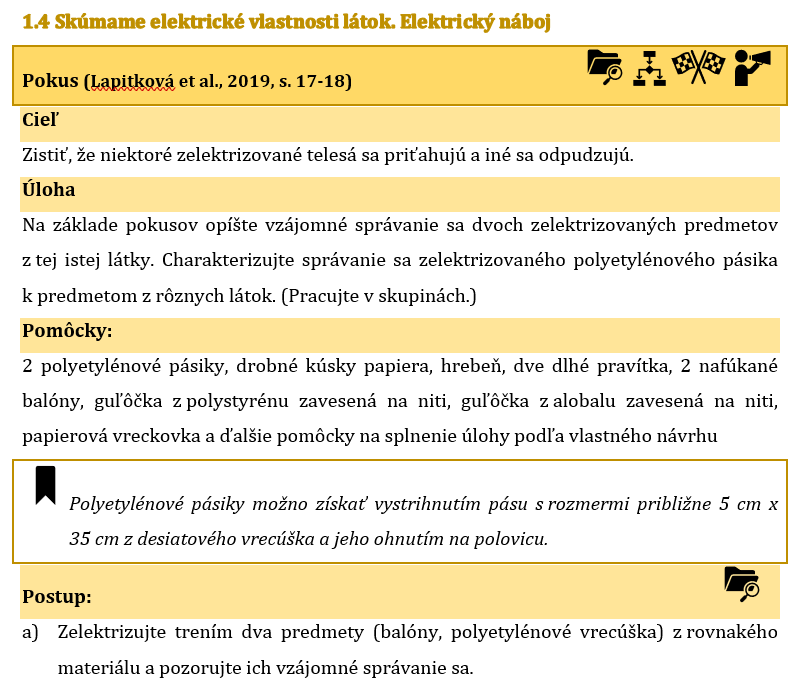 1.4 Skúmame elektrické vlastnosti látok. Elektrický náboj
Pokus (Lapitková et al., 2019, s. 17-18)
Cieľ
Zistiť, že niektoré zelektrizované telesá sa priťahujú a iné sa odpudzujú.
Úloha
Na základe pokusov opíšte vzájomné správanie sa dvoch zelektrizovaných predmetov
z tej istej látky. Charakterizujte správanie sa zelektrizovaného polyetylénového pásika
k predmetom z rôznych látok. (Pracujte v skupinách.)
Pomôcky:
2 polyetylénové pásiky, drobné kúsky papiera, hrebeň, dve dlhé pravítka, 2 nafúkané
balóny, guľôčka z polystyrénu zavesená na niti, guľôčka z alobalu zavesená na niti,
papierová vreckovka a ďalšie pomôcky na splnenie úlohy podľa vlastného návrhu
Polyetylénové pásiky možno získať vystrihnutím pásu s rozmermi približne 5 cm x
35 cm z desiatového vrecúška a jeho ohnutím na polovicu.
Postup:
a) Zelektrizujte trením dva predmety (balóny, polyetylénové vrecúška) z rovnakého
materiálu a pozorujte ich vzájomné správanie sa.